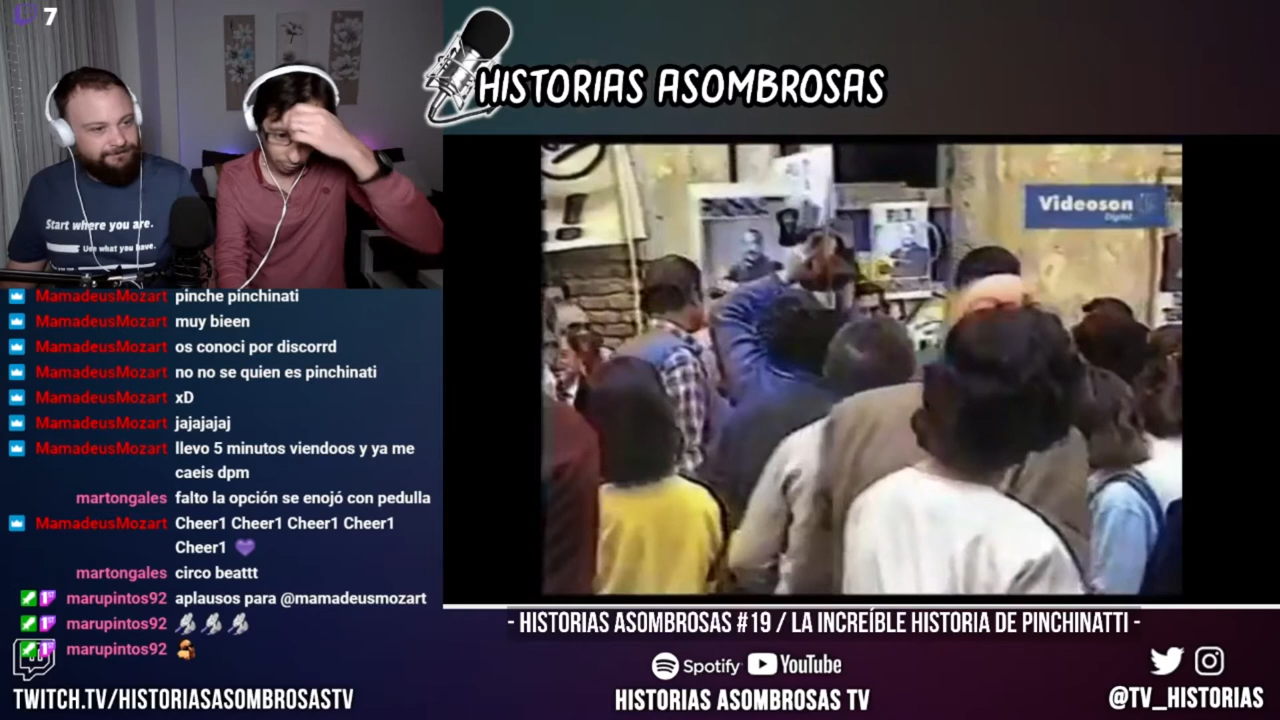 7
HISTORIAS ASOMBROSAS
Videoson
Digital
Start where you are.
Use what you have.
MamadeusMozart pinche pinchinati
MamadeusMozart muy bieen
MamadeusMozart os conoci por discorrd
MamadeusMozart no no se quien es pinchinati
MamadeusMozart xD
MamadeusMozart jajajajaj
MamadeusMozart llevo 5 minutos viendoos y ya me
caeis dpm
martongales falto la opción se enojó con pedulla
MamadeusMozart Cheer1 Cheer1 Cheer1 Cheer1
Cheer1
martongales circo beattt
marupintos92 aplausos para @mamadeusmozart
marupintos92
marupintos92
- HISTORIAS ASOMBROSAS #19 / LA INCREÍBLE HISTORIA DE PINCHINATTI -
Spotify YouTube
TWITCH.TV/HISTORIASASOMBROSASTV
HISTORIAS ASOMBROSAS TV
@TV_HISTORIAS